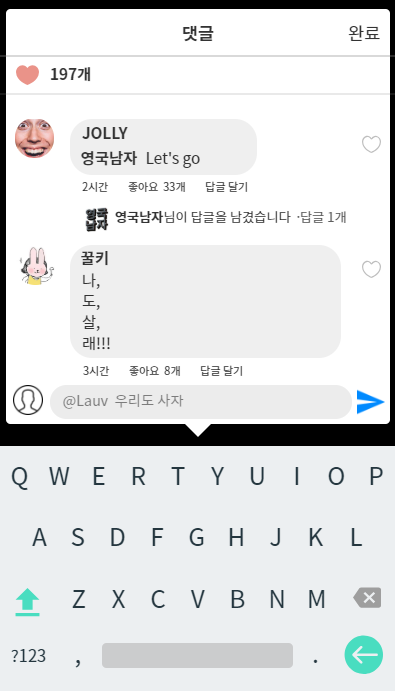 댓글 완료
197개
JOLLY
영국남자 Let's go
2시간 좋아요 33개 답글 달기
영국남자
영국남자님이 답글을 남겼습니다 ·답글 1개
꿀키
나,
도,
살,
래!!!
3시간 좋아요 8개 답글 달기
@Lauv 우리도 사자
Q W E R T Y U I O P
A S D F G H J K L
Z X C V B N M
?123 , .